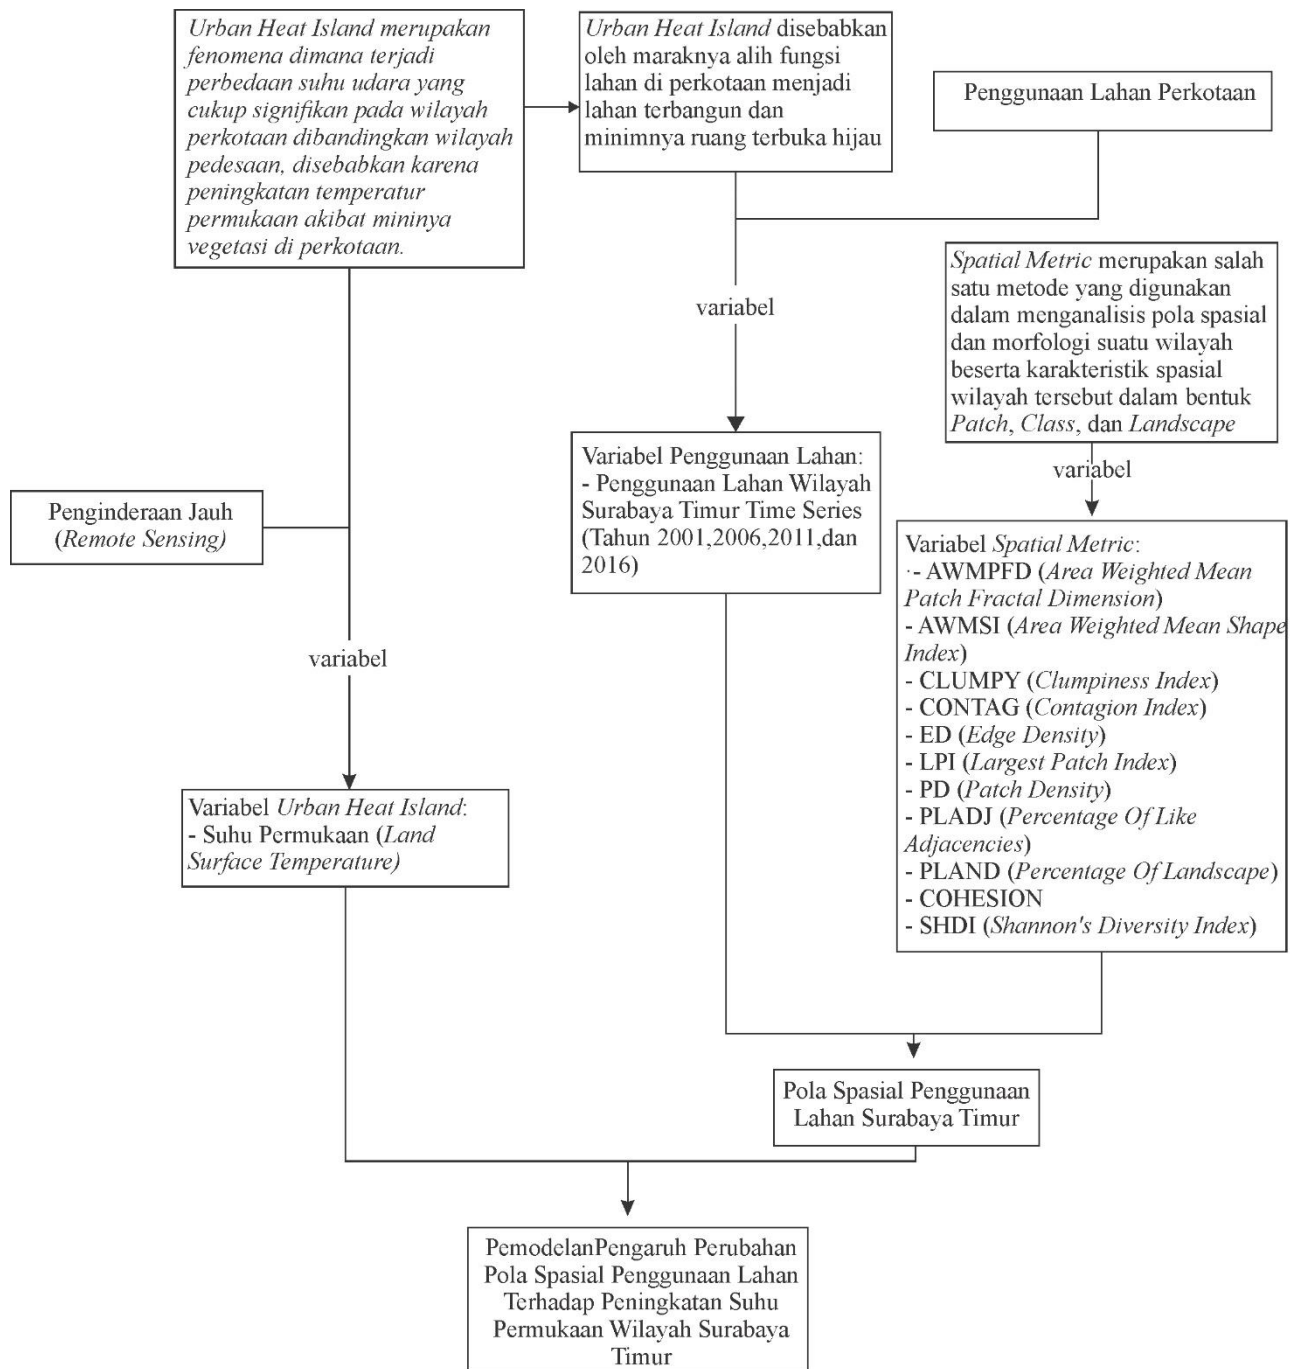 Urban Heat Island merupakan
fenomena dimana terjadi
perbedaan suhu udara yang
cukup signifikan pada wilayah
perkotaan dibandingkan wilayah
pedesaan, disebabkan karena
peningkatan temperatur
permukaan akibat mininya
vegetasi di perkotaan.
Urban Heat Island disebabkan
oleh maraknya alih fungsi
lahan di perkotaan menjadi
lahan terbangun dan
minimnya ruang terbuka hijau
Penggunaan Lahan Perkotaan
Spatial Metric merupakan salah
satu metode yang digunakan
dalam menganalisis pola spasial
dan morfologi suatu wilayah
beserta karakteristik spasial
wilayah tersebut dalam bentuk
Patch, Class, dan Landscape
variabel
variabel
Variabel Penggunaan Lahan:
- Penggunaan Lahan Wilayah
Surabaya Timur Time Series
(Tahun 2001,2006,2011,dan
2016)
Penginderaan Jauh
(Remote Sensing)
Variabel Spatial Metric:
·- AWMPFD (Area Weighted Mean
Patch Fractal Dimension)
- AWMSI (Area Weighted Mean Shape
Index)
- CLUMPY (Clumpiness Index)
- CONTAG (Contagion Index)
- ED (Edge Density)
- LPI (Largest Patch Index)
- PD (Patch Density)
- PLADJ (Percentage Of Like
Adjacencies)
- PLAND (Percentage Of Landscape)
- COHESION
- SHDI (Shannon's Diversity Index)
variabel
Variabel Urban Heat Island:
- Suhu Permukaan (Land
Surface Temperature)
Pola Spasial Penggunaan
Lahan Surabaya Timur
PemodelanPengaruh Perubahan
Pola Spasial Penggunaan Lahan
Terhadap Peningkatan Suhu
Permukaan Wilayah Surabaya
Timur